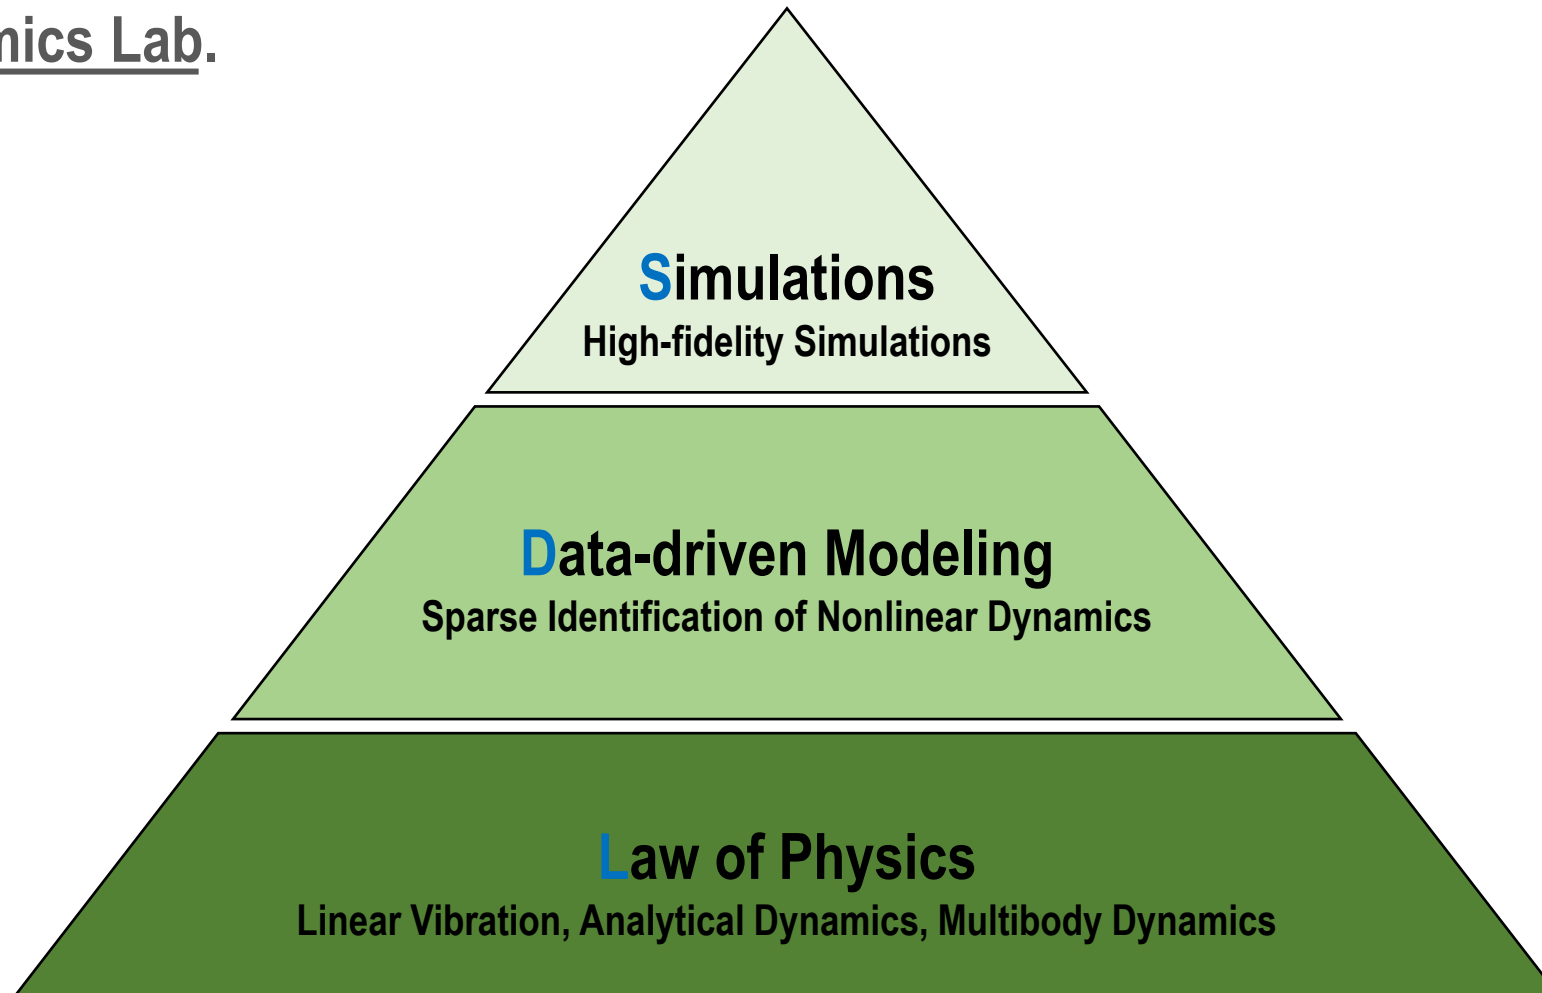 mics Lab.
Simulations
High-fidelity Simulations
Data-driven Modeling
Sparse Identification of Nonlinear Dynamics
Law of Physics
Linear Vibration, Analytical Dynamics, Multibody Dynamics